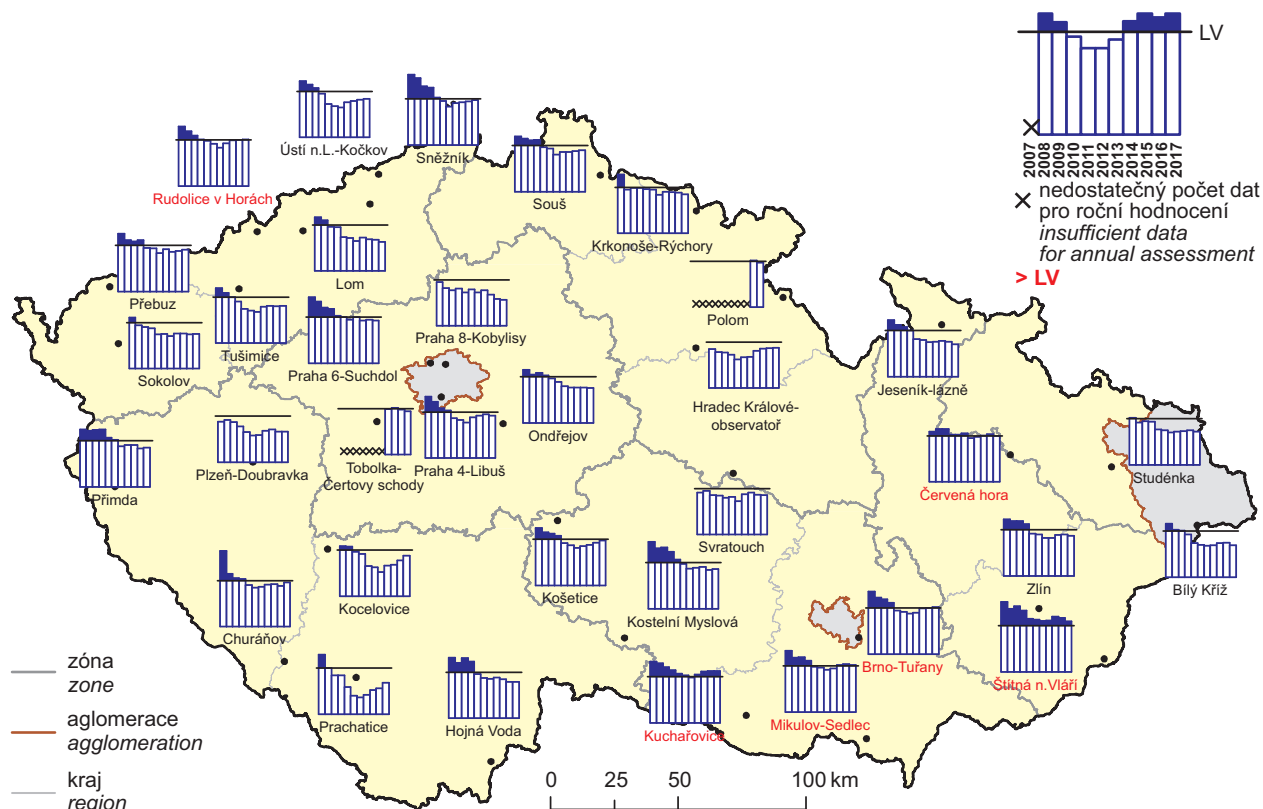 LV
2007
2008
2009
2010
2011
2012
2013
2014
2015
2016
2017
nedostatečný počet dat
pro roční hodnocení
insufficient data
for annual assessment
> LV
Ústí n.L.-Kočkov
Sněžník
Rudolice v Horách
Souš
Krkonoše-Rýchory
Lom
Přebuz
Polom
Praha 8-Kobylisy
Tušimice
Sokolov
Praha 6-Suchdol
Jeseník-lázně
Hradec Králové-
observatoř
Ondřejov
Plzeň-Doubravka
Tobolka-
Čertovy schody
Praha 4-Libuš
Studénka
Přimda
Červená hora
Svratouch
Zlín
Bílý Kříž
Košetice
Kocelovice
Kostelní Myslová
Churáňov
Brno-Tuřany
Štítná n.Vláří
Prachatice
Hojná Voda
Kuchařovice
Mikulov-Sedlec
zóna
zone
aglomerace
agglomeration
kraj
region
0 25 50 100 km